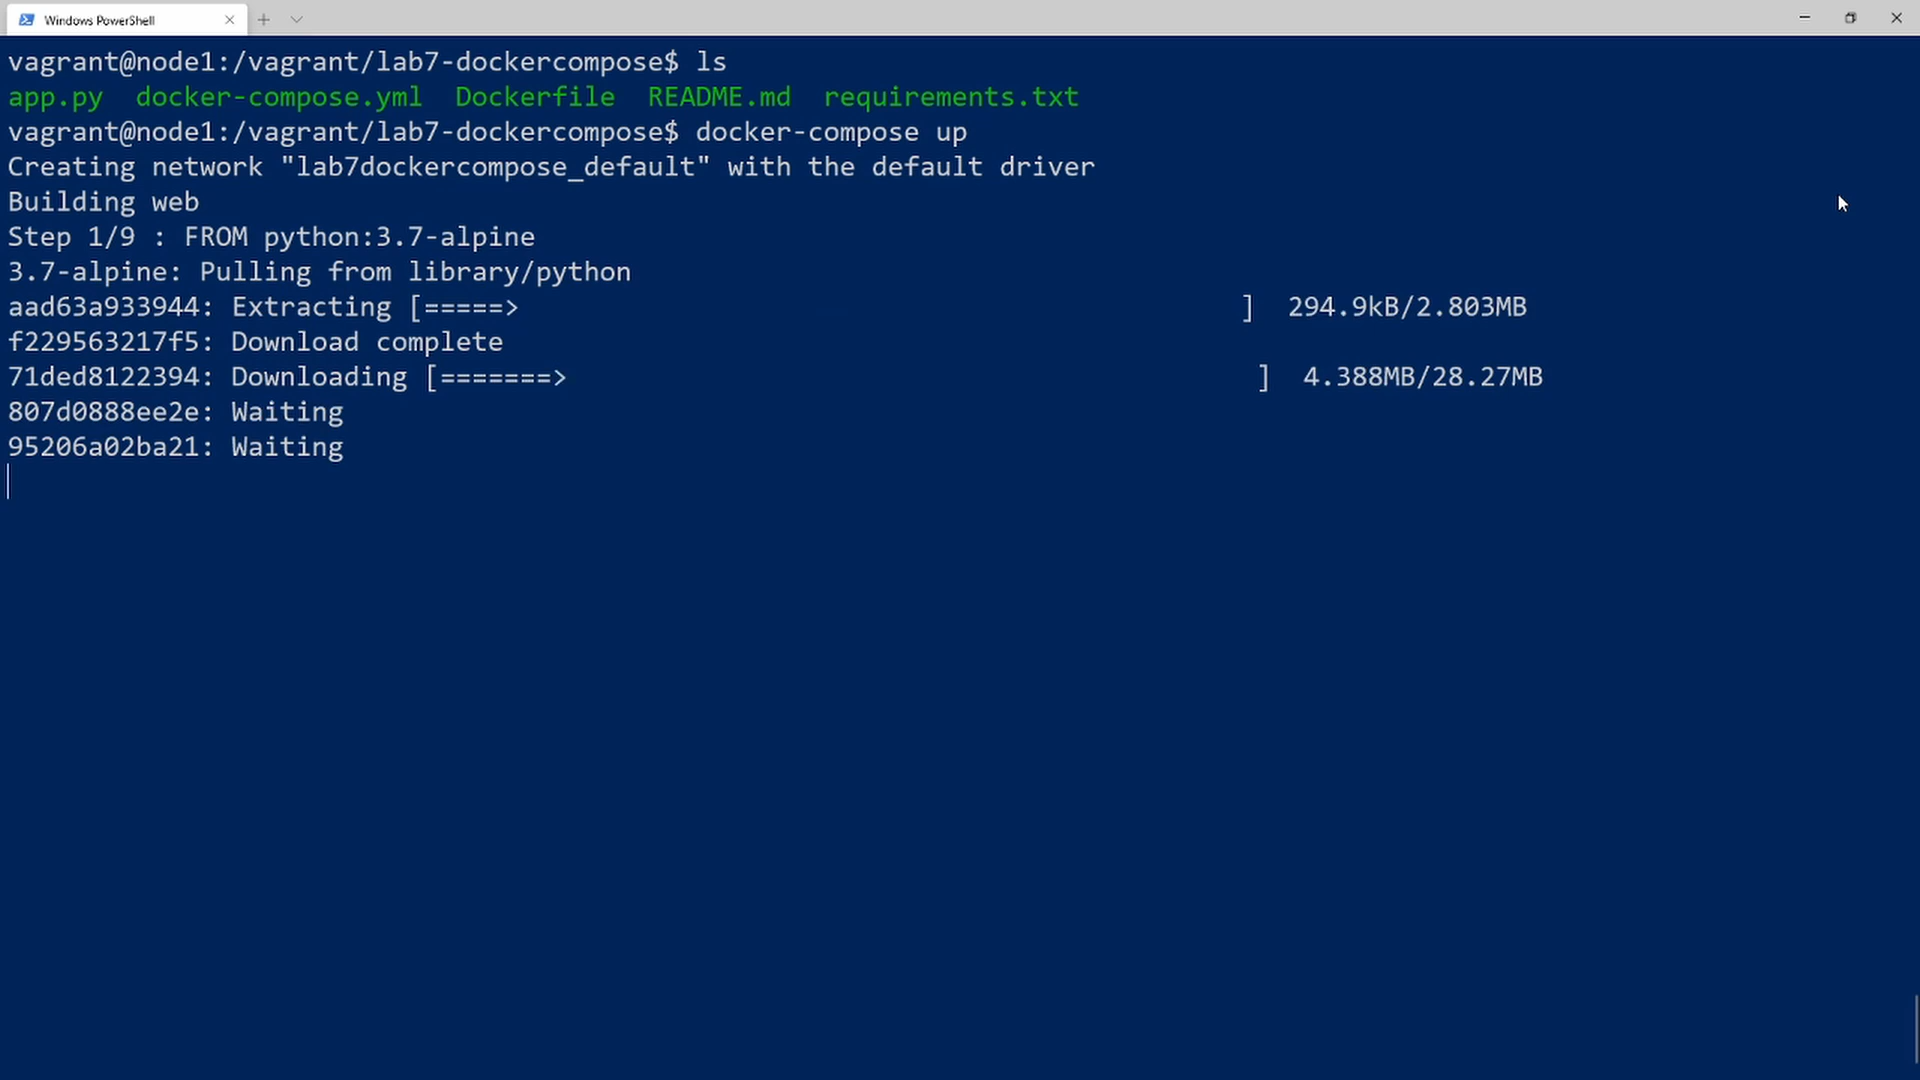 Windows PowerShell
vagrant@node1:/vagrant/lab7-dockercompose$ ls
app.py  docker-compose.yml  Dockerfile  README.md  requirements.txt
vagrant@node1:/vagrant/lab7-dockercompose$ docker-compose up
Creating network "lab7dockercompose_default" with the default driver
Building web
Step 1/9 : FROM python:3.7-alpine
3.7-alpine: Pulling from library/python
aad63a933944: Extracting [=====>                                             ]  294.9kB/2.803MB
f229563217f5: Download complete
71ded8122394: Downloading [=======>                                           ]  4.388MB/28.27MB
807d0888ee2e: Waiting
95206a02ba21: Waiting